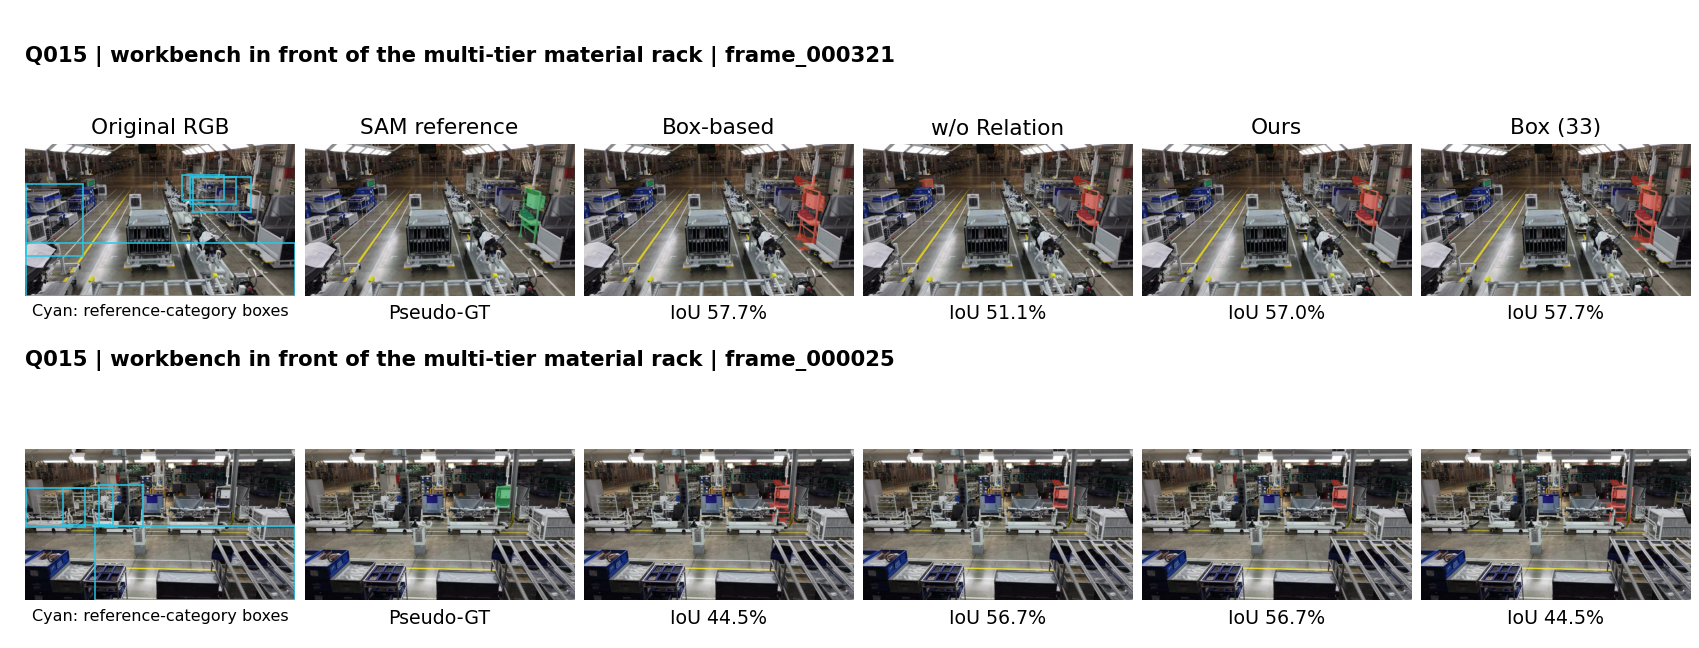 Q015 | workbench in front of the multi-tier material rack | frame_000321
Original RGB SAM reference Box-based w/o Relation Ours Box (33)
Cyan: reference-category boxes Pseudo-GT IoU 57.7% IoU 51.1% IoU 57.0% IoU 57.7%
Q015 | workbench in front of the multi-tier material rack | frame_000025
Cyan: reference-category boxes Pseudo-GT IoU 44.5% IoU 56.7% IoU 56.7% IoU 44.5%